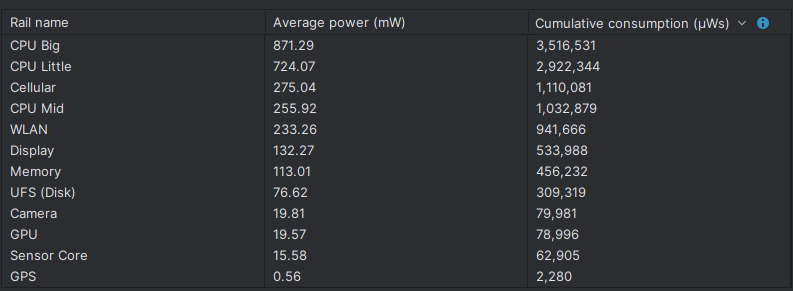 Rail name Average power (mW) Cumulative consumption (µWs)
CPU Big 871.29 3,516,531
CPU Little 724.07 2,922,344
Cellular 275.04 1,110,081
CPU Mid 255.92 1,032,879
WLAN 233.26 941,666
Display 132.27 533,988
Memory 113.01 456,232
UFS (Disk) 76.62 309,319
Camera 19.81 79,981
GPU 19.57 78,996
Sensor Core 15.58 62,905
GPS 0.56 2,280